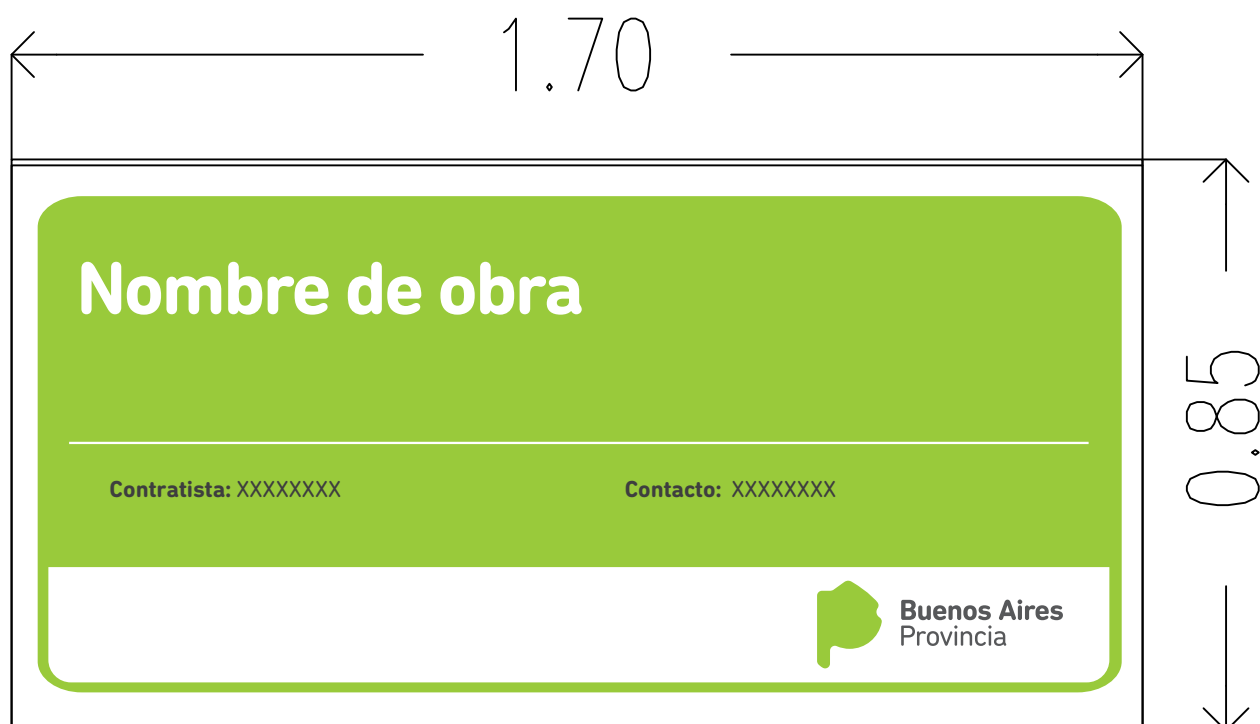 1.70
Nombre de obra
0.85
Contratista: XXXXXXXX Contacto: XXXXXXXX
Buenos Aires
Provincia